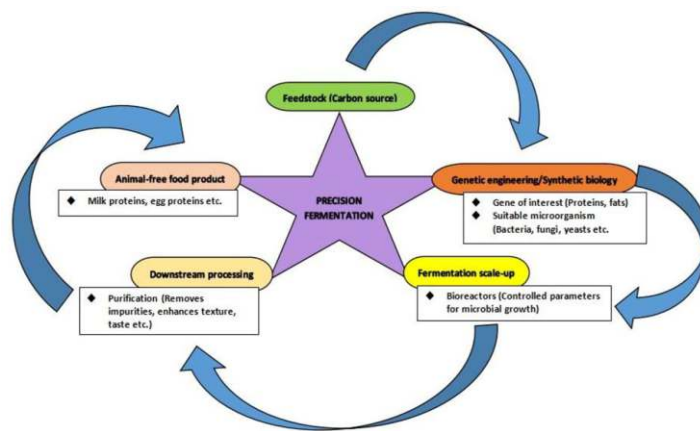 Feedstock (Carbon source)
Animal-free food product
◆ Milk proteins, egg proteins etc.
PRECISION
FERMENTATION
Genetic engineering/Synthetic biology
◆ Gene of interest (Proteins, fats)
◆ Suitable microorganism
(Bacteria, fungi, yeasts etc.
Downstream processing
◆ Purification (Removes
impurities, enhances texture,
taste etc.)
Fermentation scale-up
◆ Bioreactors (Controlled parameters
for microbial growth)